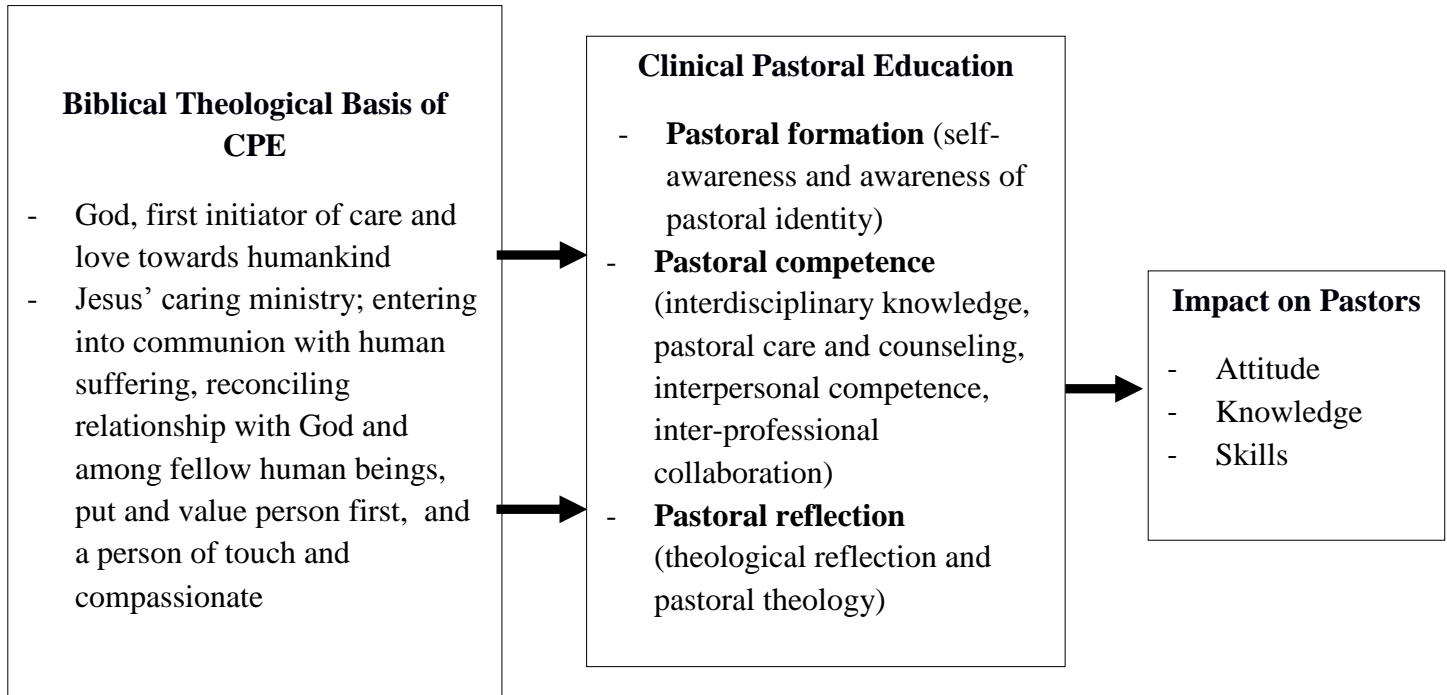 Biblical Theological Basis of
CPE
- God, first initiator of care and
love towards humankind
- Jesus’ caring ministry; entering
into communion with human
suffering, reconciling
relationship with God and
among fellow human beings,
put and value person first, and
a person of touch and
compassionate
Clinical Pastoral Education
- Pastoral formation (self-
awareness and awareness of
pastoral identity)
- Pastoral competence
(interdisciplinary knowledge,
pastoral care and counseling,
interpersonal competence,
inter-professional
collaboration)
- Pastoral reflection
(theological reflection and
pastoral theology)
Impact on Pastors
- Attitude
- Knowledge
- Skills